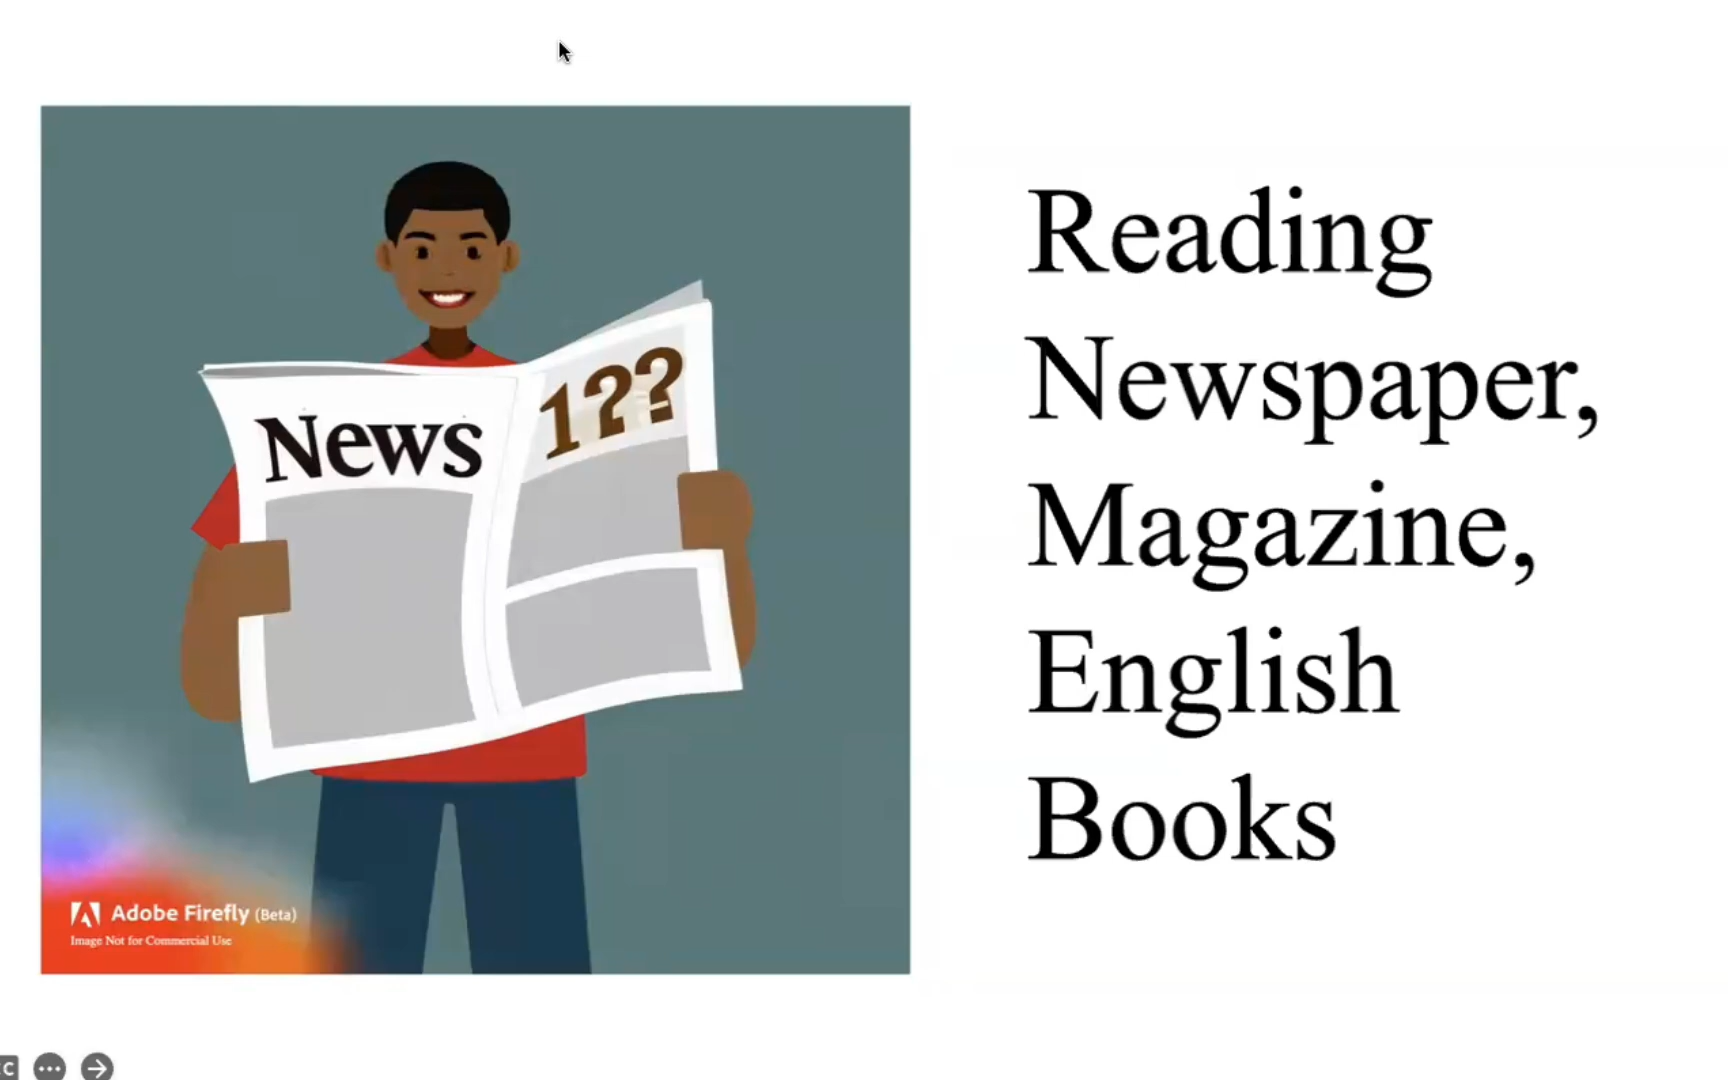 News
1??
Adobe Firefly (Beta)
Image Not for Commercial Use
Reading
Newspaper,
Magazine,
English
Books